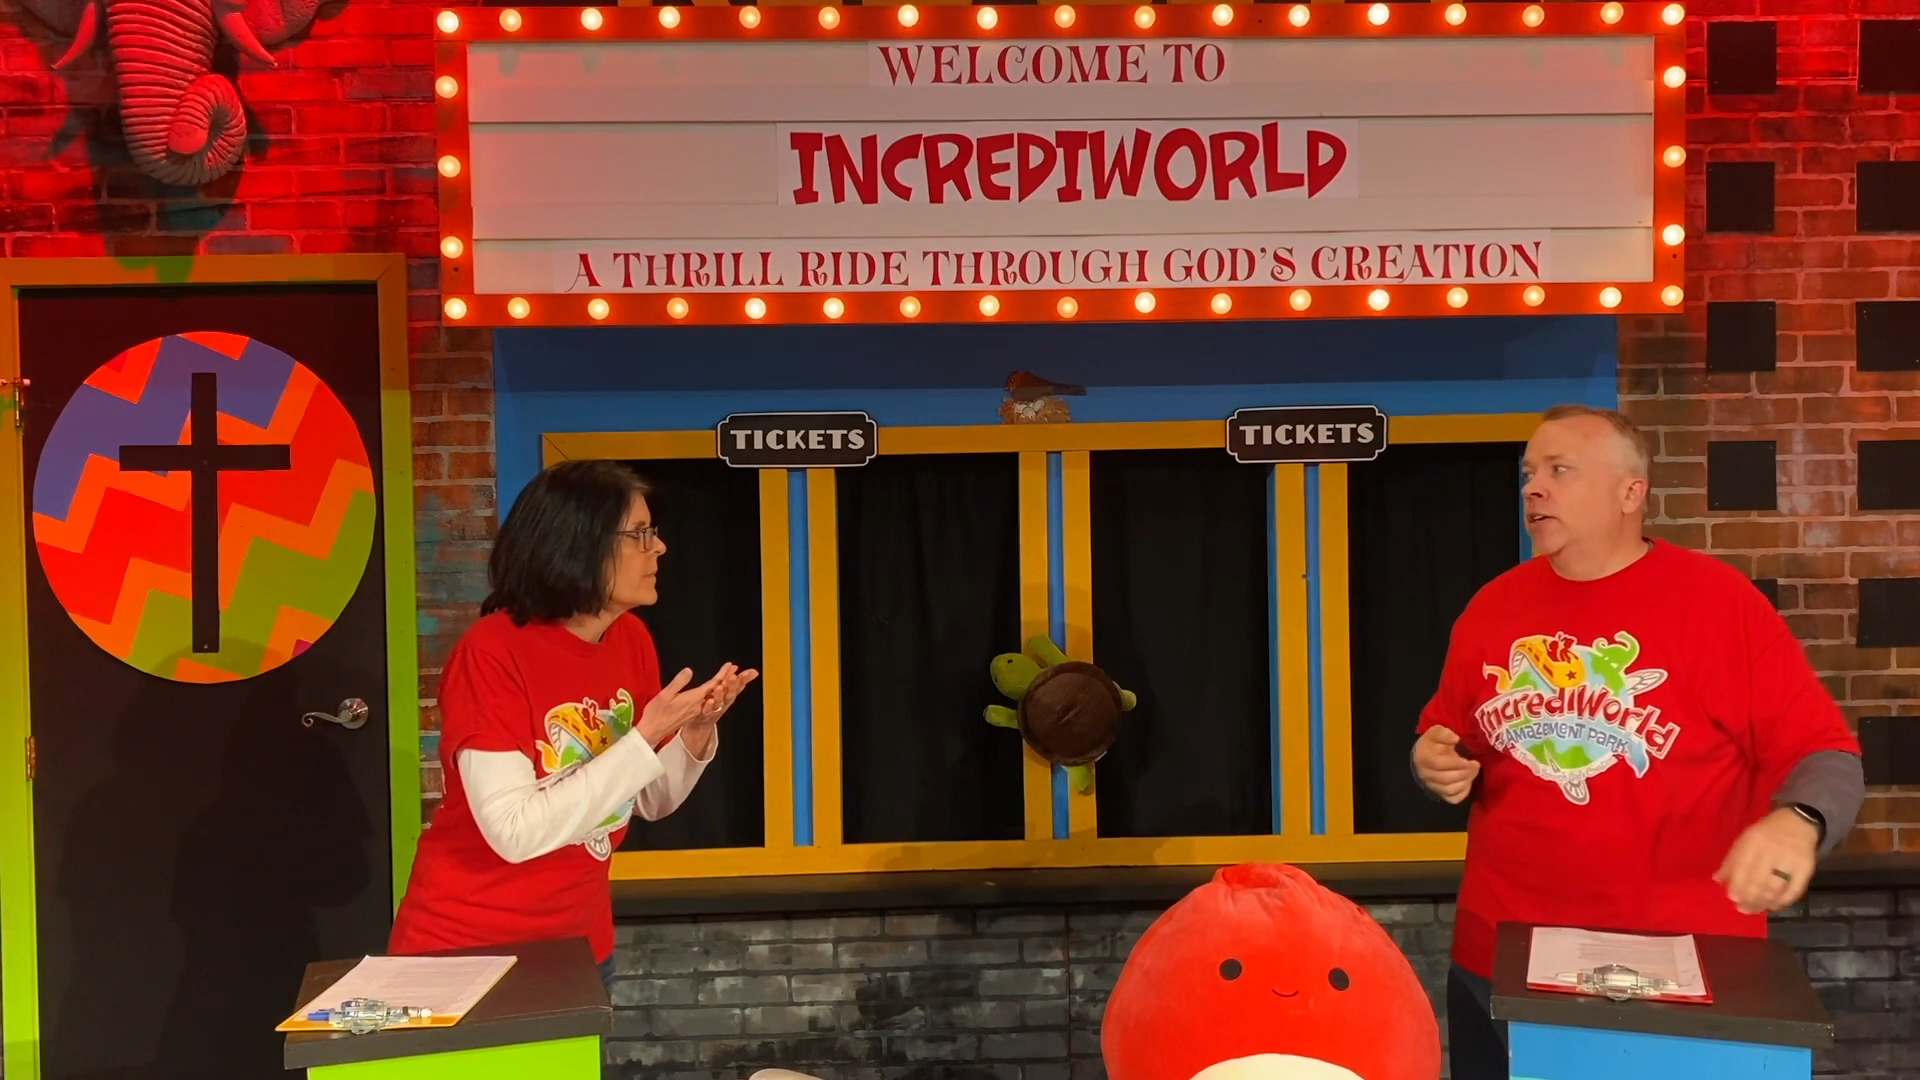 WELCOME TO
INCREDIWORLD
A THRILL RIDE THROUGH GOD'S CREATION
TICKETS
TICKETS
IncrediWorld
AMAZEMENT PARK